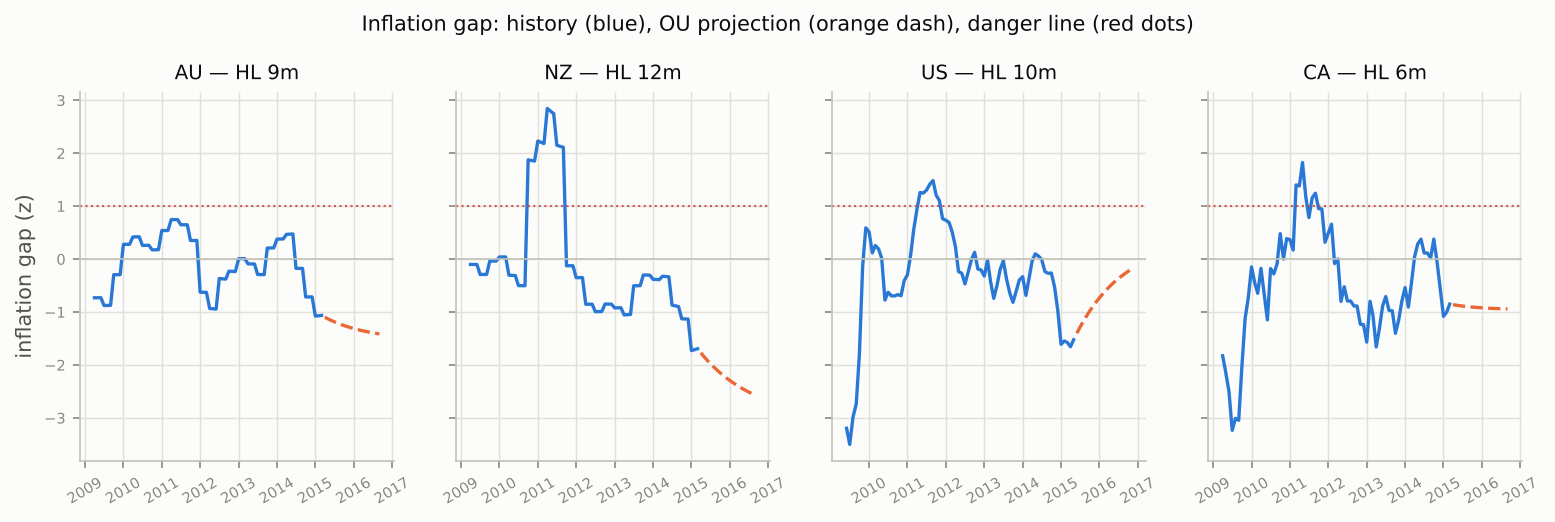 Inflation gap: history (blue), OU projection (orange dash), danger line (red dots)
AU — HL 9m
NZ — HL 12m
US — HL 10m
CA — HL 6m
inflation gap (z)
3
2
1
0
−1
−2
−3
2009 2010 2011 2012 2013 2014 2015 2016 2017
2009 2010 2011 2012 2013 2014 2015 2016 2017
2010 2011 2012 2013 2014 2015 2016 2017
2009 2010 2011 2012 2013 2014 2015 2016 2017